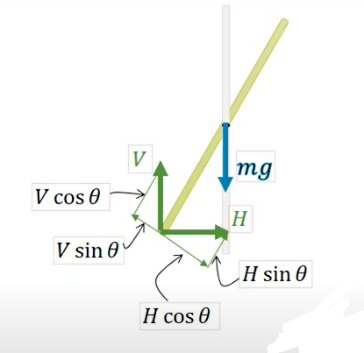 V
mg
V cos θ
H
V sin θ
H sin θ
H cos θ